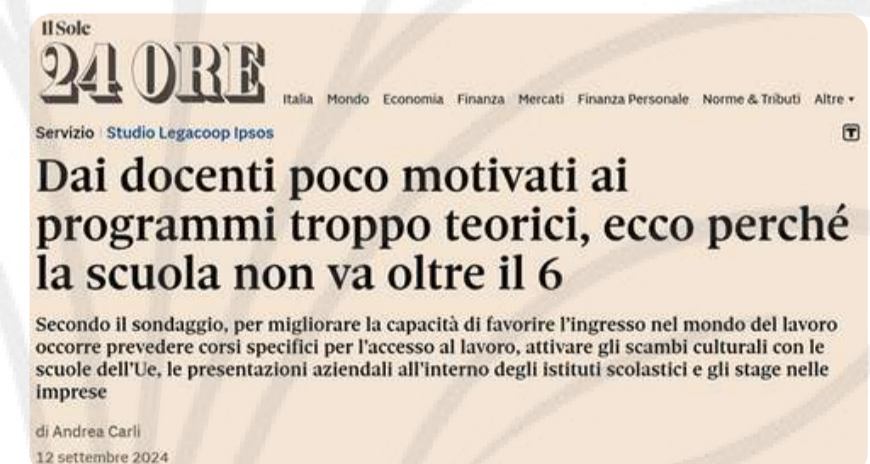 Il Sole
24 ORE
Italia Mondo Economia Finanza Mercati Finanza Personale Norme & Tributi Altre
Servizio Studio Legacoop Ipsos
Dai docenti poco motivati ai
programmi troppo teorici, ecco perché
la scuola non va oltre il 6
Secondo il sondaggio, per migliorare la capacità di favorire l'ingresso nel mondo del lavoro
occorre prevedere corsi specifici per l'accesso al lavoro, attivare gli scambi culturali con le
scuole dell'Ue, le presentazioni aziendali all'interno degli istituti scolastici e gli stage nelle
imprese
di Andrea Carli
12 settembre 2024